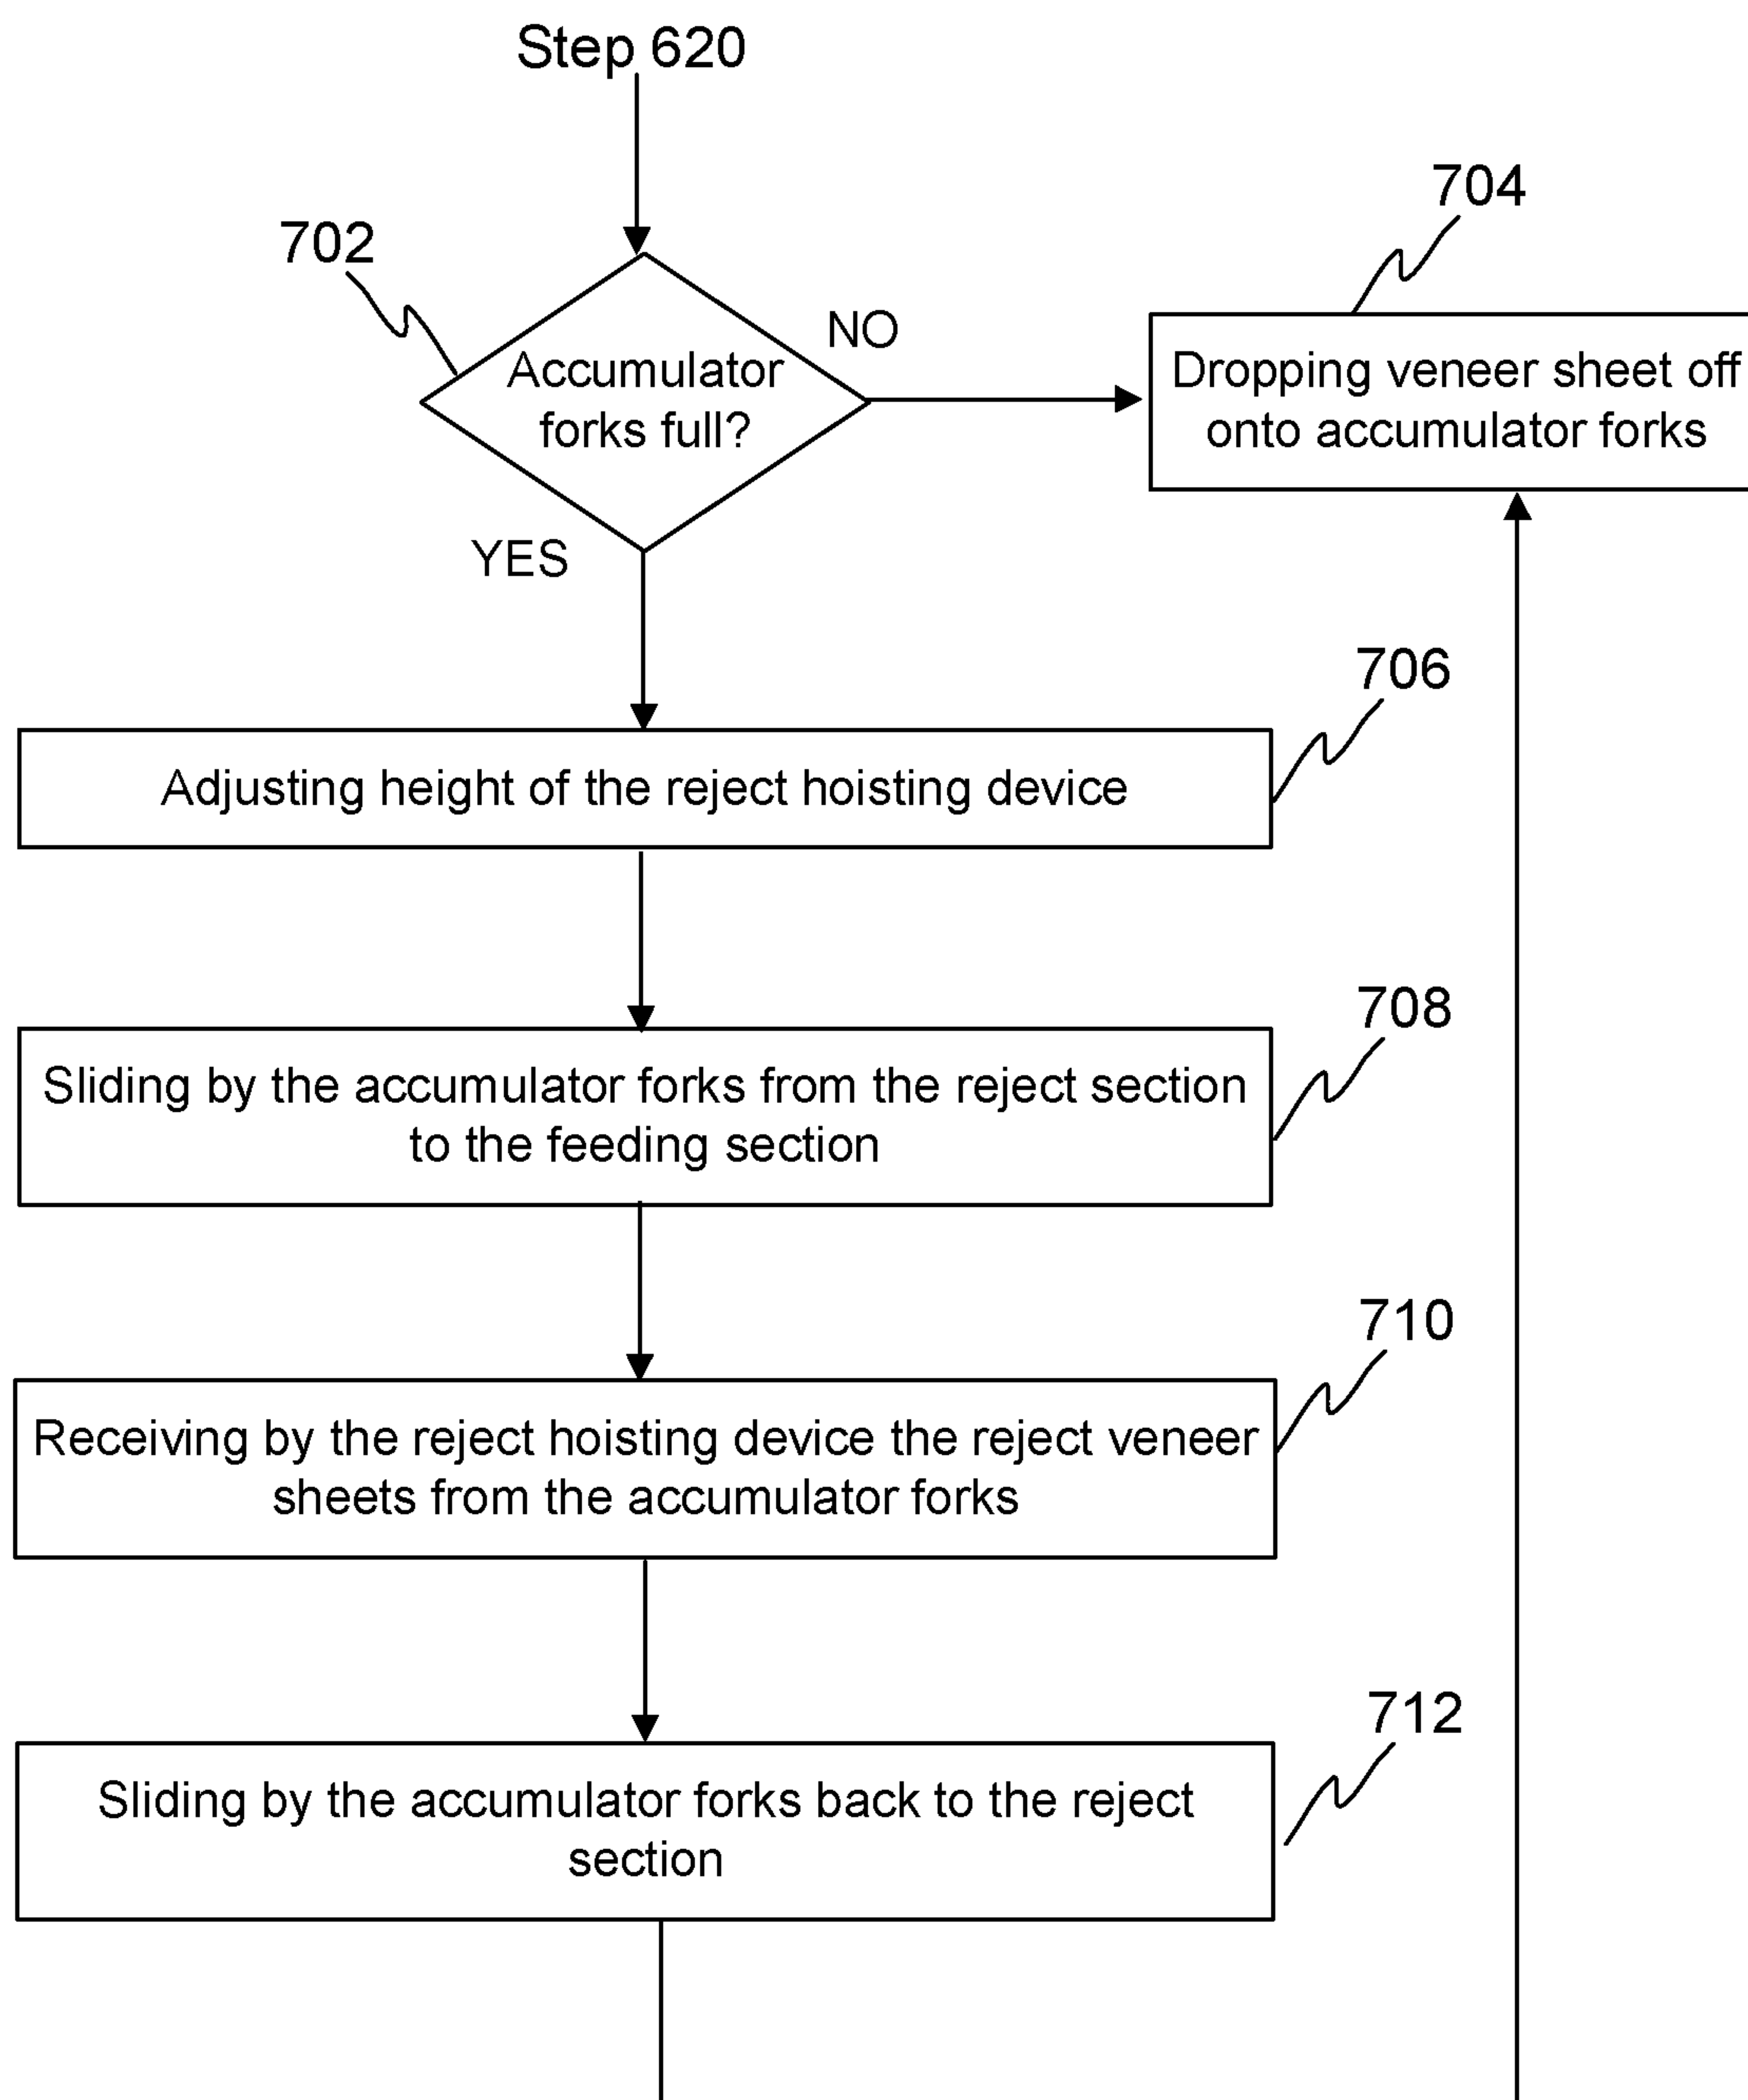 Step 620
702
704
NO
Accumulator
forks full?
Dropping veneer sheet off
onto accumulator forks
YES
706
Adjusting height of the reject hoisting device
708
Sliding by the accumulator forks from the reject section
to the feeding section
710
Receiving by the reject hoisting device the reject veneer
sheets from the accumulator forks
712
Sliding by the accumulator forks back to the reject
section